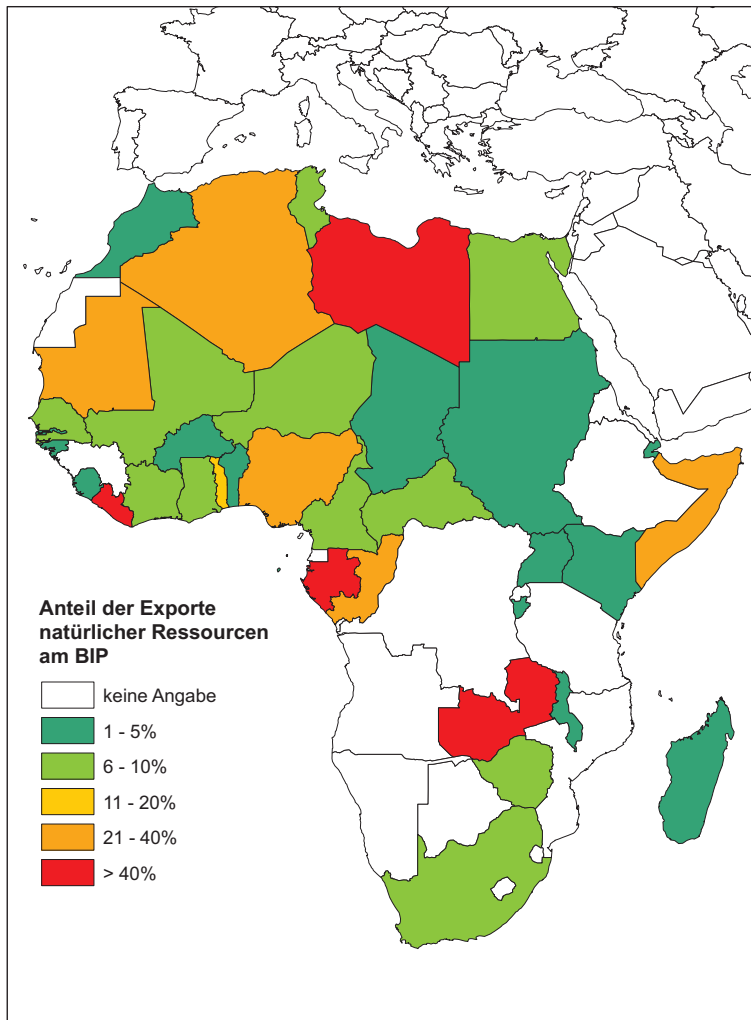 Anteil der Exporte
natürlicher Ressourcen
am BIP
keine Angabe
1 - 5%
6 - 10%
11 - 20%
21 - 40%
> 40%